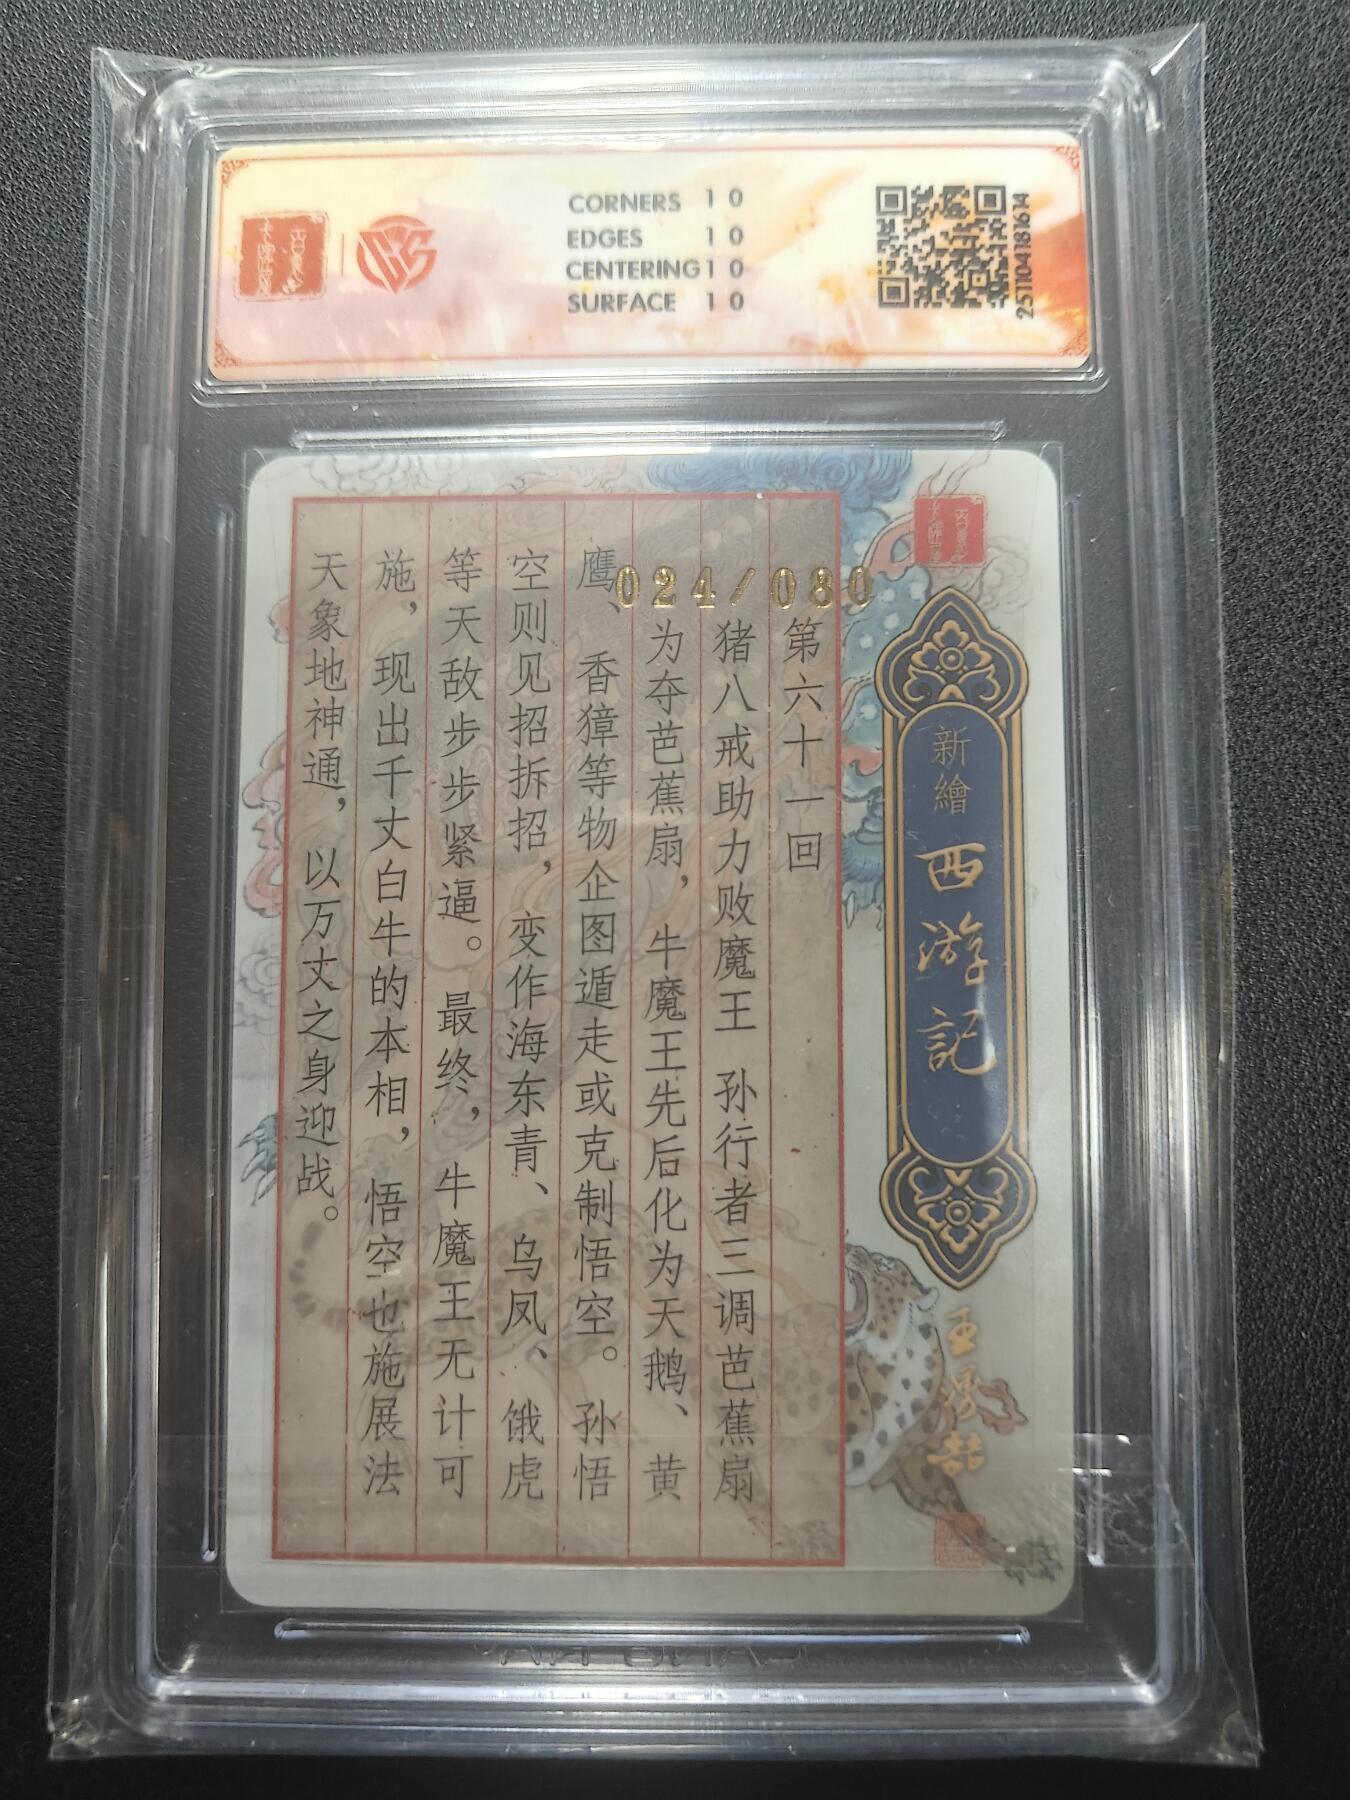 CORNERS 10
EDGES 10
CENTERING 10
SURFACE 10
251104181614
024/080
新繪
西游記
第六十一回
猪八戒助力败魔王 孙行者三调芭蕉扇
为夺芭蕉扇，牛魔王先后化为天鹅、黄
鹰、香獐等物企图遁走或克制悟空。孙悟
空则见招拆招，变作海东青、乌凤、饿虎
等天敌步步紧逼。最终，牛魔王无计可
施，现出千丈白牛的本相，悟空也施展法
天象地神通，以万丈之身迎战。